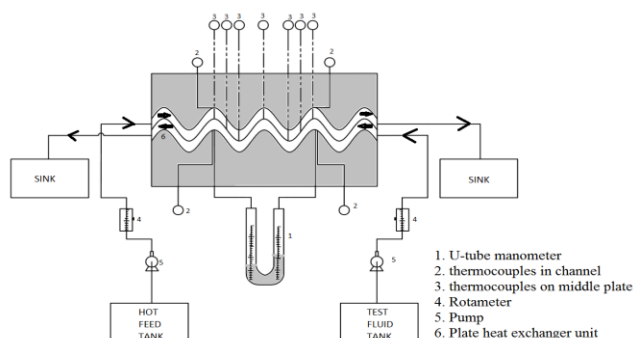 3 3 3 3 3 3 3
2 2
6
SINK
SINK
4
4
2
2
1
5
5
HOT
FEED
TANK
TEST
FLUID
TANK
1. U-tube manometer
2. thermocouples in channel
3. thermocouples on middle plate
4. Rotameter
5. Pump
6. Plate heat exchanger unit